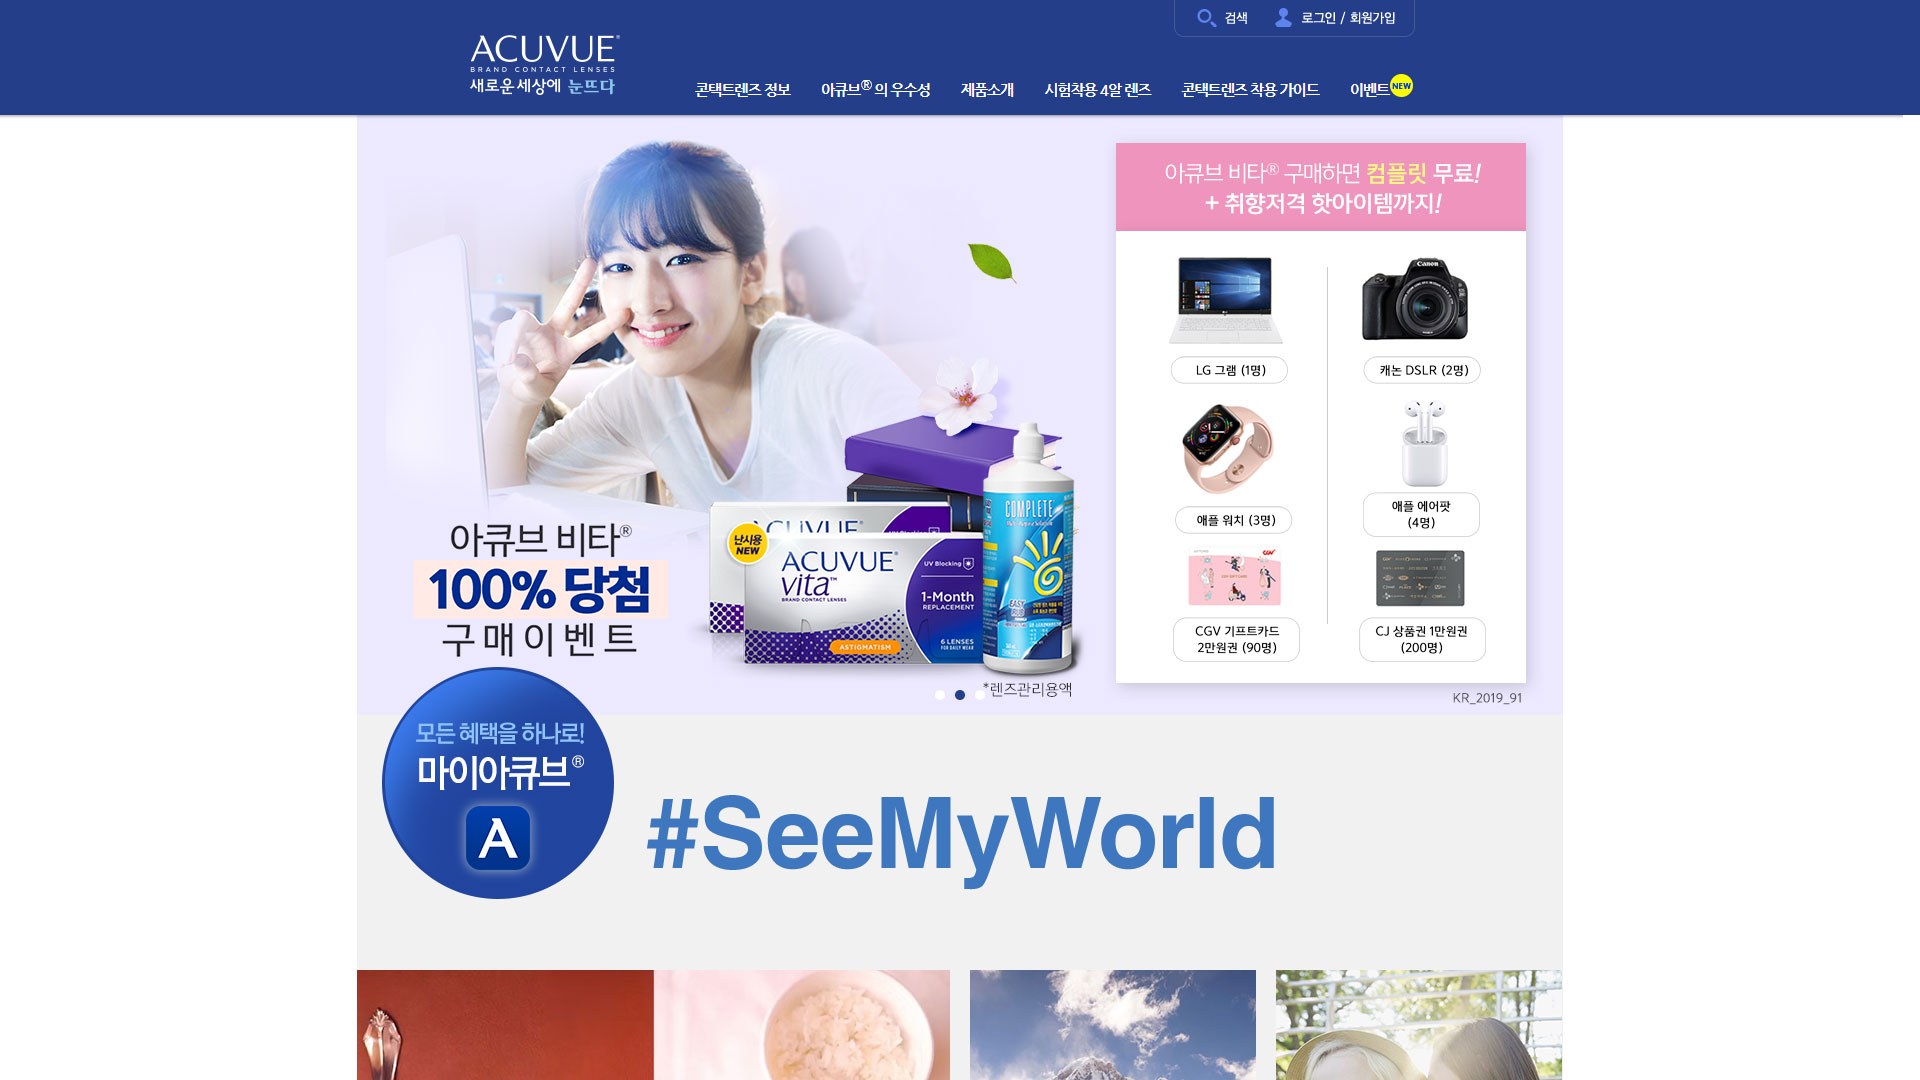 검색
로그인 / 회원가입
ACUVUE®
BRAND CONTACT LENSES
새로운 세상에 눈뜨다
콘택트렌즈 정보
아큐브® 의 우수성
제품소개
시험착용 4알 렌즈
콘택트렌즈 착용 가이드
이벤트 NEW
아큐브 비타® 구매하면 컴플릿 무료!
+ 취향저격 핫아이템까지!
Canon
LG 그램 (1명)
캐논 DSLR (2명)
애플 워치 (3명)
애플 에어팟
(4명)
CGV
CGV 기프트카드
2만원권 (90명)
CJ 상품권 1만원권
(200명)
KR_2019_91
아큐브 비타®
100% 당첨
구매이벤트
난시용
NEW
ACUVUE
UV Blocking
ACUVUE®
vita™
BRAND CONTACT LENSES
UV Blocking
1-Month
REPLACEMENT
ASTIGMATISM
6 LENSES
FOR DAILY WEAR
COMPLETE
EASY
*렌즈관리용액
모든 혜택을 하나로!
마이아큐브®
A
#SeeMyWorld